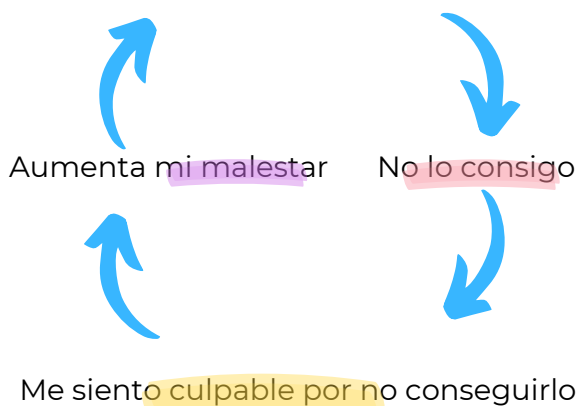 Aumenta mi malestar
No lo consigo
Me siento culpable por no conseguirlo